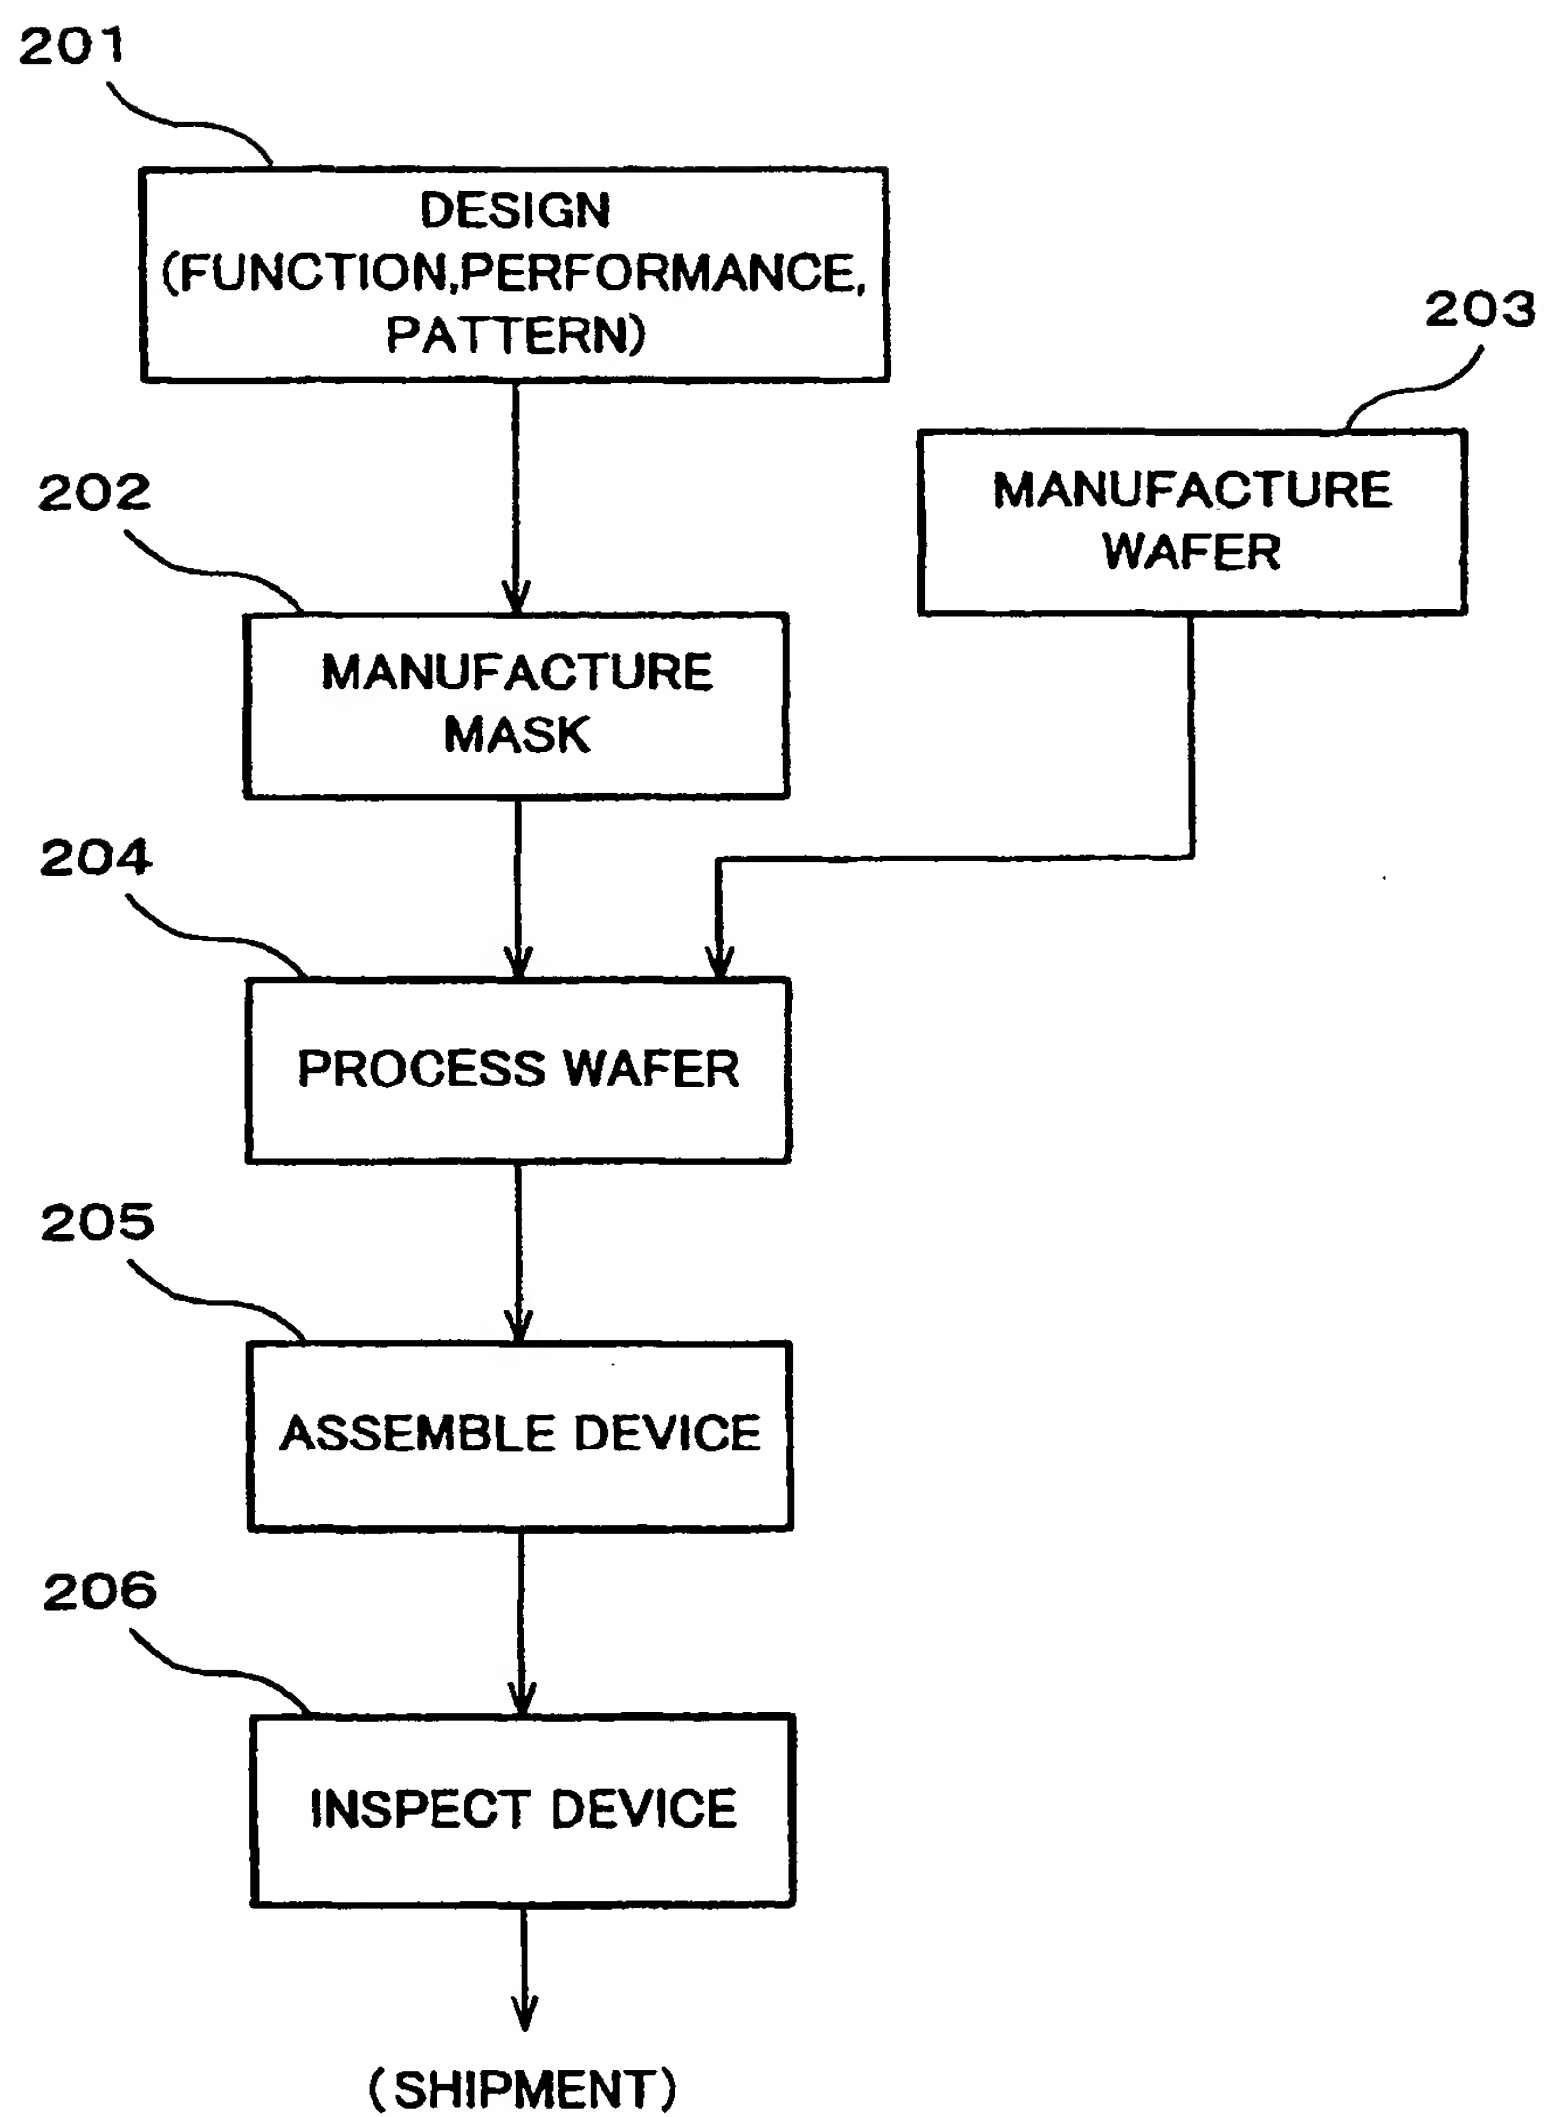 201
DESIGN
(FUNCTION,PERFORMANCE,
PATTERN)
203
MANUFACTURE
WAFER
202
MANUFACTURE
MASK
204
PROCESS WAFER
205
ASSEMBLE DEVICE
206
INSPECT DEVICE
(SHIPMENT)